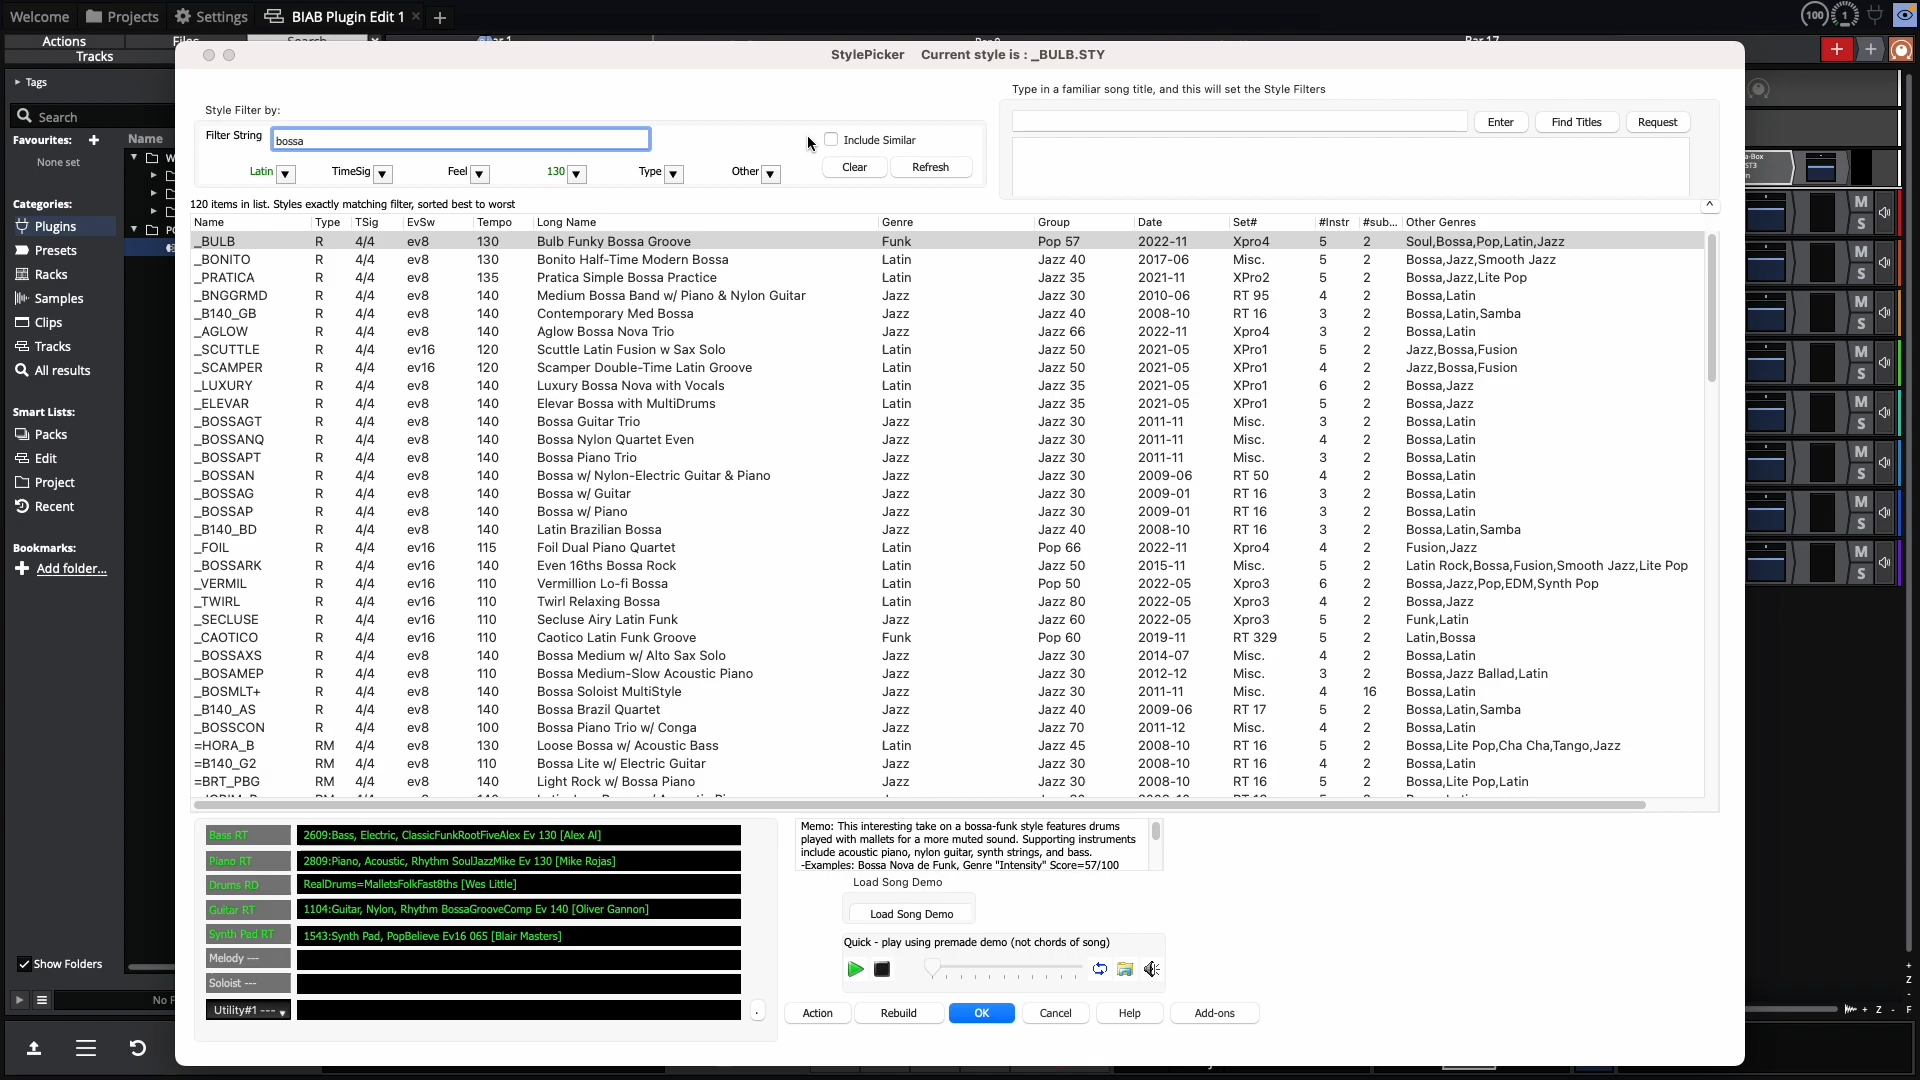 Welcome
Projects
Settings
BIAB Plugin Edit 1
100
1
Actions
Files
Search
Bar 1
Bar 9
Bar 17
Tracks
Tags
Search
Favourites:
Name
None set
Categories:
Plugins
Presets
Racks
Samples
Clips
Tracks
All results
Smart Lists:
Packs
Edit
Project
Recent
Bookmarks:
Add folder...
Show Folders
StylePicker Current style is : _BULB.STY
Style Filter by:
Filter String
bossa
Include Similar
Latin
TimeSig
Feel
130
Type
Other
Clear
Refresh
Type in a familiar song title, and this will set the Style Filters
Enter
Find Titles
Request
120 items in list. Styles exactly matching filter, sorted best to worst
Name Type TSig EvSw Tempo Long Name Genre Group Date Set# #Instr #sub... Other Genres
_BULB R 4/4 ev8 130 Bulb Funky Bossa Groove Funk Pop 57 2022-11 Xpro4 5 2 Soul,Bossa,Pop,Latin,Jazz
_BONITO R 4/4 ev8 130 Bonito Half-Time Modern Bossa Latin Jazz 40 2017-06 Misc. 5 2 Bossa,Jazz,Smooth Jazz
_PRATICA R 4/4 ev8 135 Pratica Simple Bossa Practice Latin Jazz 35 2021-11 XPro2 5 2 Bossa,Jazz,Lite Pop
_BNGGRMD R 4/4 ev8 140 Medium Bossa Band w/ Piano & Nylon Guitar Jazz Jazz 30 2010-06 RT 95 4 2 Bossa,Latin
_B140_GB R 4/4 ev8 140 Contemporary Med Bossa Jazz Jazz 40 2008-10 RT 16 3 2 Bossa,Latin,Samba
_AGLOW R 4/4 ev8 140 Aglow Bossa Nova Trio Jazz Jazz 66 2022-11 Xpro4 3 2 Bossa,Latin
_SCUTTLE R 4/4 ev16 120 Scuttle Latin Fusion w Sax Solo Latin Jazz 50 2021-05 XPro1 5 2 Jazz,Bossa,Fusion
_SCAMPER R 4/4 ev16 120 Scamper Double-Time Latin Groove Latin Jazz 50 2021-05 XPro1 4 2 Jazz,Bossa,Fusion
_LUXURY R 4/4 ev8 140 Luxury Bossa Nova with Vocals Latin Jazz 35 2021-05 XPro1 6 2 Bossa,Jazz
_ELEVAR R 4/4 ev8 140 Elevar Bossa with MultiDrums Latin Jazz 35 2021-05 XPro1 5 2 Bossa,Jazz
_BOSSAGT R 4/4 ev8 140 Bossa Guitar Trio Jazz Jazz 30 2011-11 Misc. 3 2 Bossa,Latin
_BOSSANQ R 4/4 ev8 140 Bossa Nylon Quartet Even Jazz Jazz 30 2011-11 Misc. 4 2 Bossa,Latin
_BOSSAPT R 4/4 ev8 140 Bossa Piano Trio Jazz Jazz 30 2011-11 Misc. 3 2 Bossa,Latin
_BOSSAN R 4/4 ev8 140 Bossa w/ Nylon-Electric Guitar & Piano Jazz Jazz 30 2009-06 RT 50 4 2 Bossa,Latin
_BOSSAG R 4/4 ev8 140 Bossa w/ Guitar Jazz Jazz 30 2009-01 RT 16 3 2 Bossa,Latin
_BOSSAP R 4/4 ev8 140 Bossa w/ Piano Jazz Jazz 30 2009-01 RT 16 3 2 Bossa,Latin
_B140_BD R 4/4 ev8 140 Latin Brazilian Bossa Jazz Jazz 40 2008-10 RT 16 3 2 Bossa,Latin,Samba
_FOIL R 4/4 ev16 115 Foil Dual Piano Quartet Latin Pop 66 2022-11 Xpro4 4 2 Fusion,Jazz
_BOSSARK R 4/4 ev16 140 Even 16ths Bossa Rock Latin Jazz 50 2015-11 Misc. 5 2 Latin Rock,Bossa,Fusion,Smooth Jazz,Lite Pop
_VERMIL R 4/4 ev16 110 Vermillion Lo-fi Bossa Latin Pop 50 2022-05 Xpro3 6 2 Bossa,Jazz,Pop,EDM,Synth Pop
_TWIRL R 4/4 ev16 110 Twirl Relaxing Bossa Latin Jazz 80 2022-05 Xpro3 4 2 Bossa,Jazz
_SECLUSE R 4/4 ev16 110 Secluse Airy Latin Funk Jazz Jazz 60 2022-05 Xpro3 5 2 Funk,Latin
_CAOTICO R 4/4 ev16 110 Caotico Latin Funk Groove Funk Pop 60 2019-11 RT 329 5 2 Latin,Bossa
_BOSSAXS R 4/4 ev8 110 Bossa Medium w/ Alto Sax Solo Jazz Jazz 30 2014-07 Misc. 4 2 Bossa,Latin
_BOSAMEP R 4/4 ev8 110 Bossa Medium-Slow Acoustic Piano Jazz Jazz 30 2012-12 Misc. 3 2 Bossa,Jazz Ballad,Latin
_BOSMLT+ R 4/4 ev8 140 Bossa Soloist MultiStyle Jazz Jazz 30 2011-11 Misc. 4 16 Bossa,Latin
_B140_AS R 4/4 ev8 140 Bossa Brazil Quartet Jazz Jazz 40 2009-06 RT 17 5 2 Bossa,Latin,Samba
_BOSSCON R 4/4 ev8 100 Bossa Piano Trio w/ Conga Jazz Jazz 70 2011-12 Misc. 4 2 Bossa,Latin
=HORA_B RM 4/4 ev8 130 Loose Bossa w/ Acoustic Bass Latin Jazz 45 2008-10 RT 16 5 2 Bossa,Lite Pop,Cha Cha,Tango,Jazz
=B140_G2 RM 4/4 ev8 110 Bossa Lite w/ Electric Guitar Jazz Jazz 30 2008-10 RT 16 4 2 Bossa,Latin
=BRT_PBG RM 4/4 ev8 140 Light Rock w/ Bossa Piano Jazz Jazz 30 2008-10 RT 16 5 2 Bossa,Lite Pop,Latin
Bass RT 2609:Bass, Electric, ClassicFunkRootFiveAlex Ev 130 [Alex Al]
Piano RT 2809:Piano, Acoustic, Rhythm SoulJazzMike Ev 130 [Mike Rojas]
Drums RD RealDrums=MalletsFolkFast8ths [Wes Little]
Guitar RT 1104:Guitar, Nylon, Rhythm BossaGrooveComp Ev 140 [Oliver Gannon]
Synth Pad RT 1543:Synth Pad, PopBelieve Ev16 065 [Blair Masters]
Melody ---
Soloist ---
Utility#1 ---
.
Memo: This interesting take on a bossa-funk style features drums
played with mallets for a more muted sound. Supporting instruments
include acoustic piano, nylon guitar, synth strings, and bass.
-Examples: Bossa Nova de Funk, Genre "Intensity" Score=57/100
Load Song Demo
Load Song Demo
Quick - play using premade demo (not chords of song)
Action
Rebuild
OK
Cancel
Help
Add-ons
M
S
M
S
M
S
M
S
M
S
M
S
M
S
M
S
+
Z
-
+ Z - F